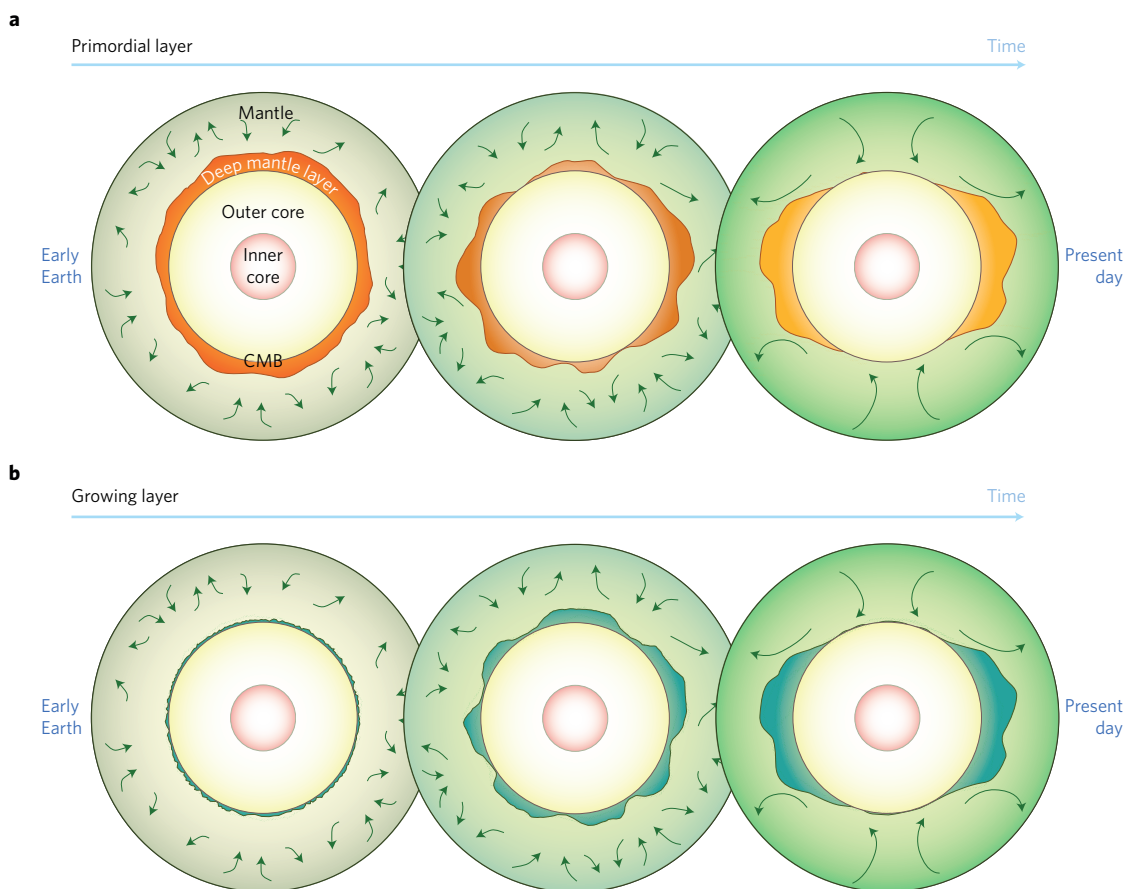 a
Primordial layer
Time
Mantle
Deep mantle layer
Outer core
Inner
core
CMB
Early
Earth
Present
day
b
Growing layer
Time
Early
Earth
Present
day